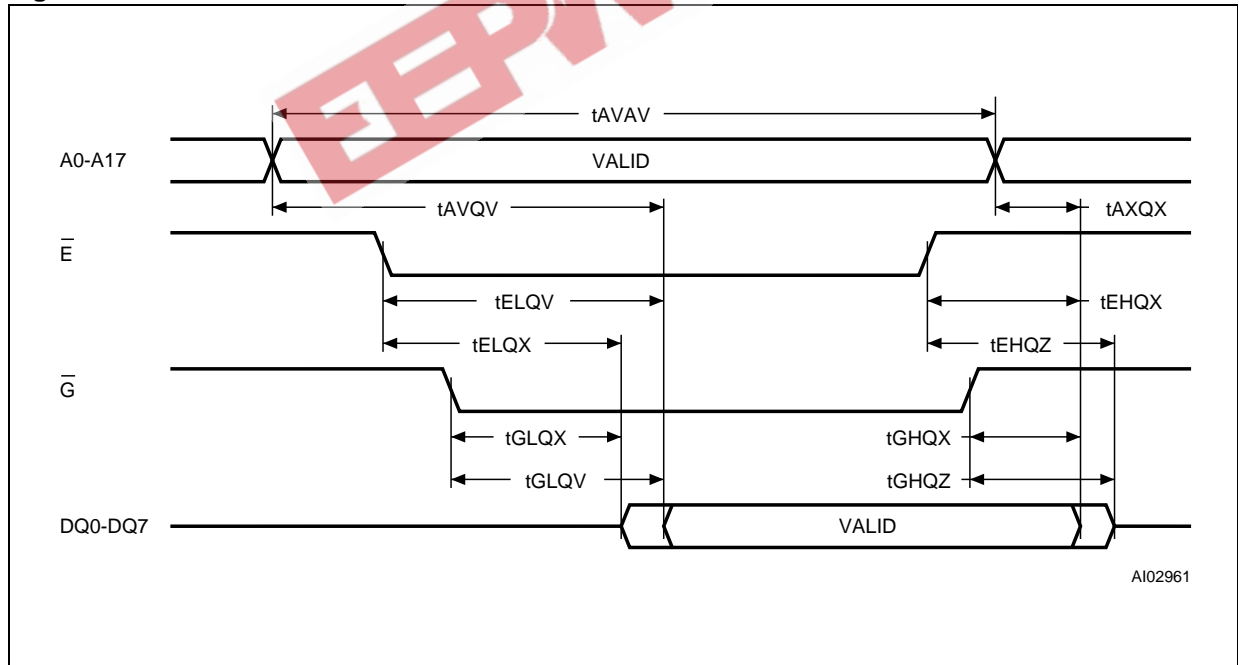 tAVAV
A0-A17
VALID
tAVQV
tAXQX
E
tELQV
tEHQX
tELQX
tEHQZ
G
tGLQX
tGHQX
tGLQV
tGHQZ
DQ0-DQ7
VALID
AI02961